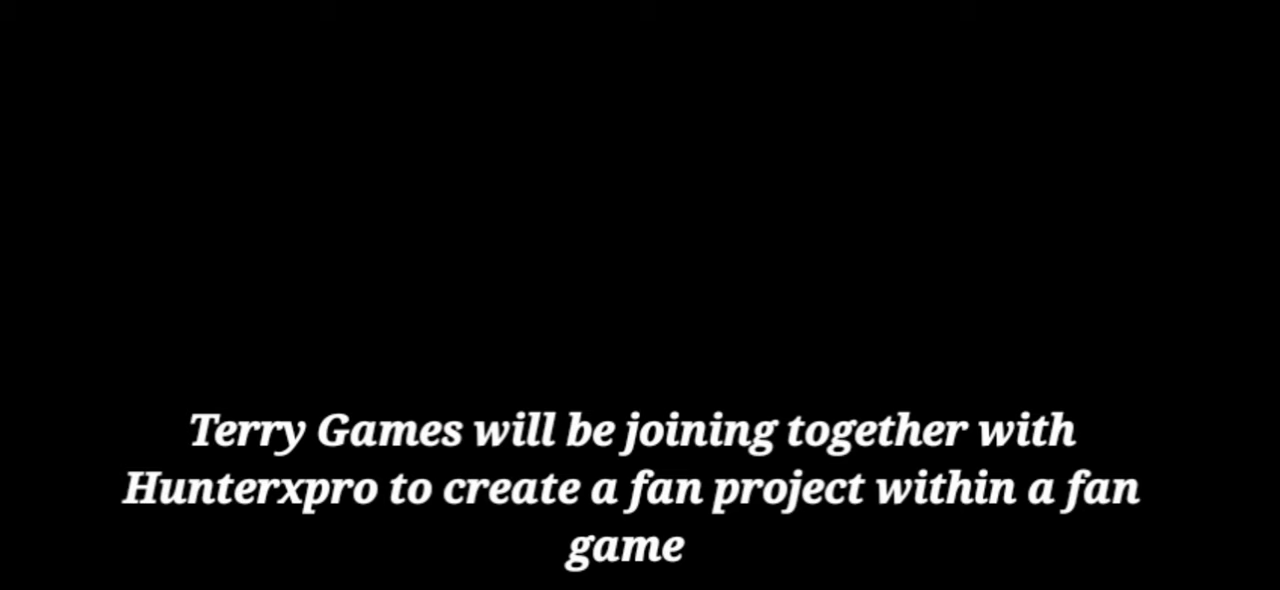 Terry Games will be joining together with
Hunterxpro to create a fan project within a fan
game